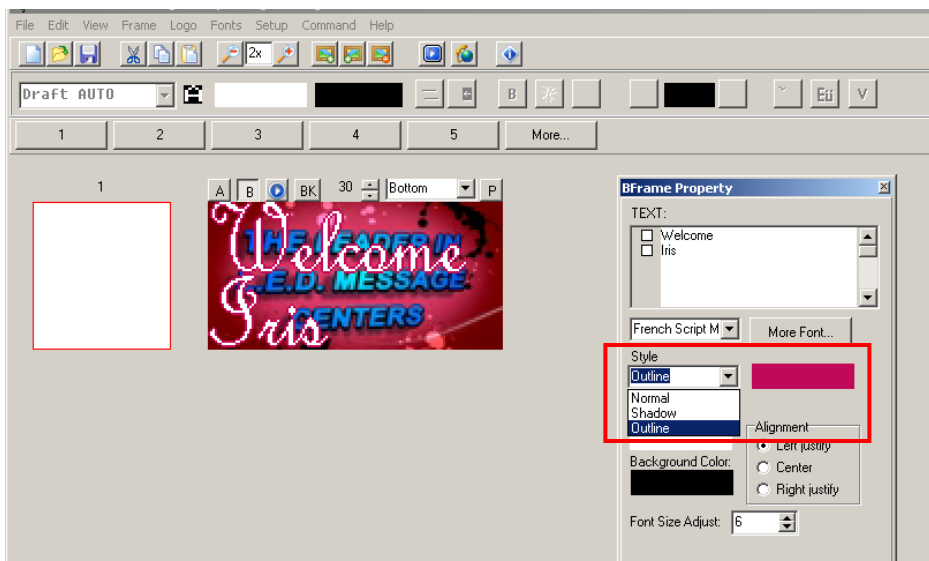 File Edit View Frame Logo Fonts Setup Command Help
2x
Draft AUTO B Eü V
1 2 3 4 5 More...
1
A B BK 30 Bottom P
Welcome
Iris
THE LEADER IN
L.E.D. MESSAGE
CENTERS
BFrame Property
TEXT:
Welcome
Iris
French Script M More Font...
Style
Outline
Normal
Shadow
Outline
Alignment
Left justify
Background Color: Center
Right justify
Font Size Adjust: 6